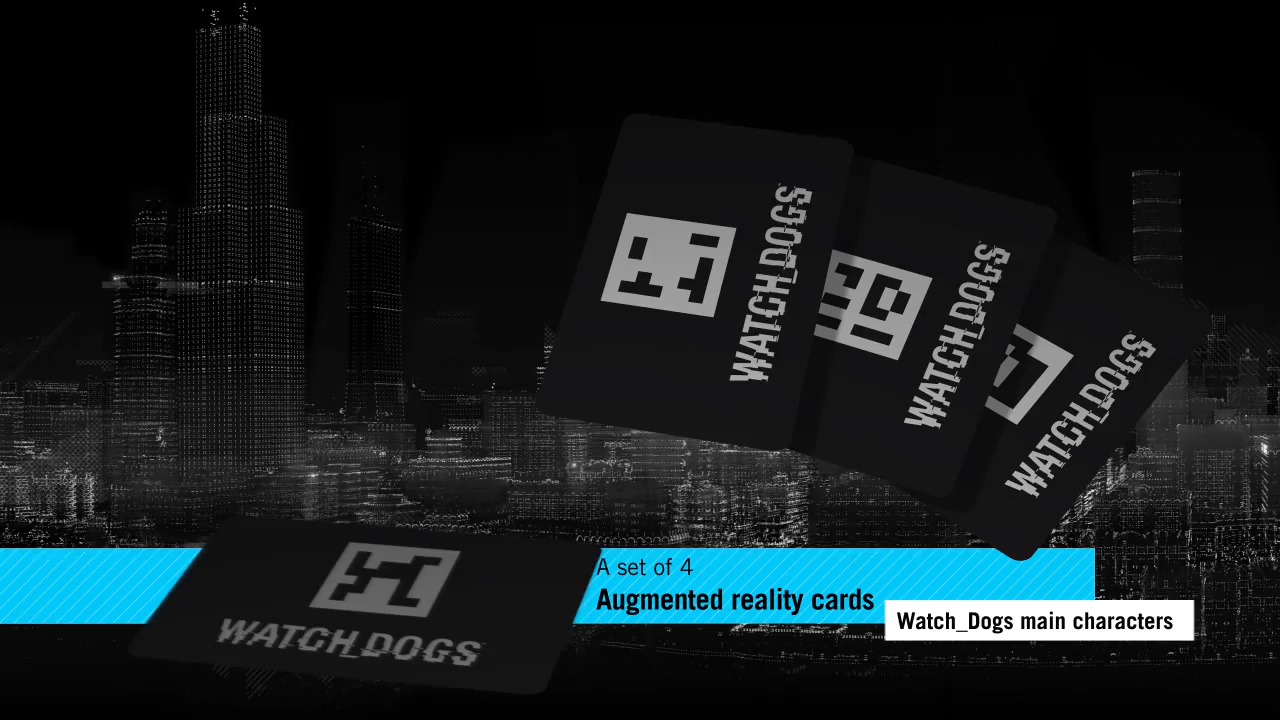 WATCH_DOGS
WATCH_DOGS
WATCH_DOGS
WATCH_DOGS
A set of 4
Augmented reality cards
Watch_Dogs main characters